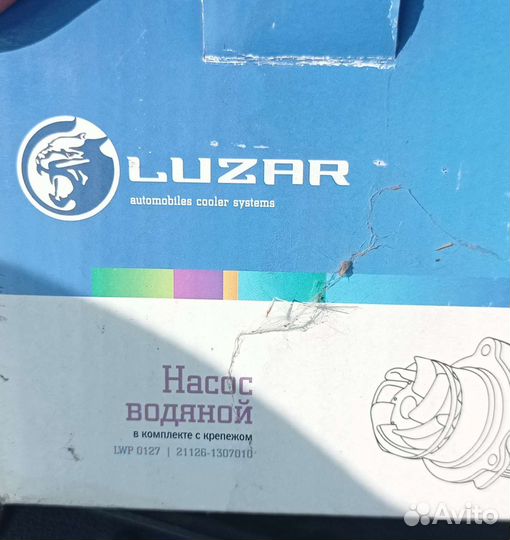 LUZAR
automobiles cooler systems
Насос
водяной
в комплекте с крепежом
LWP 0127 | 21126-1307010
Avito